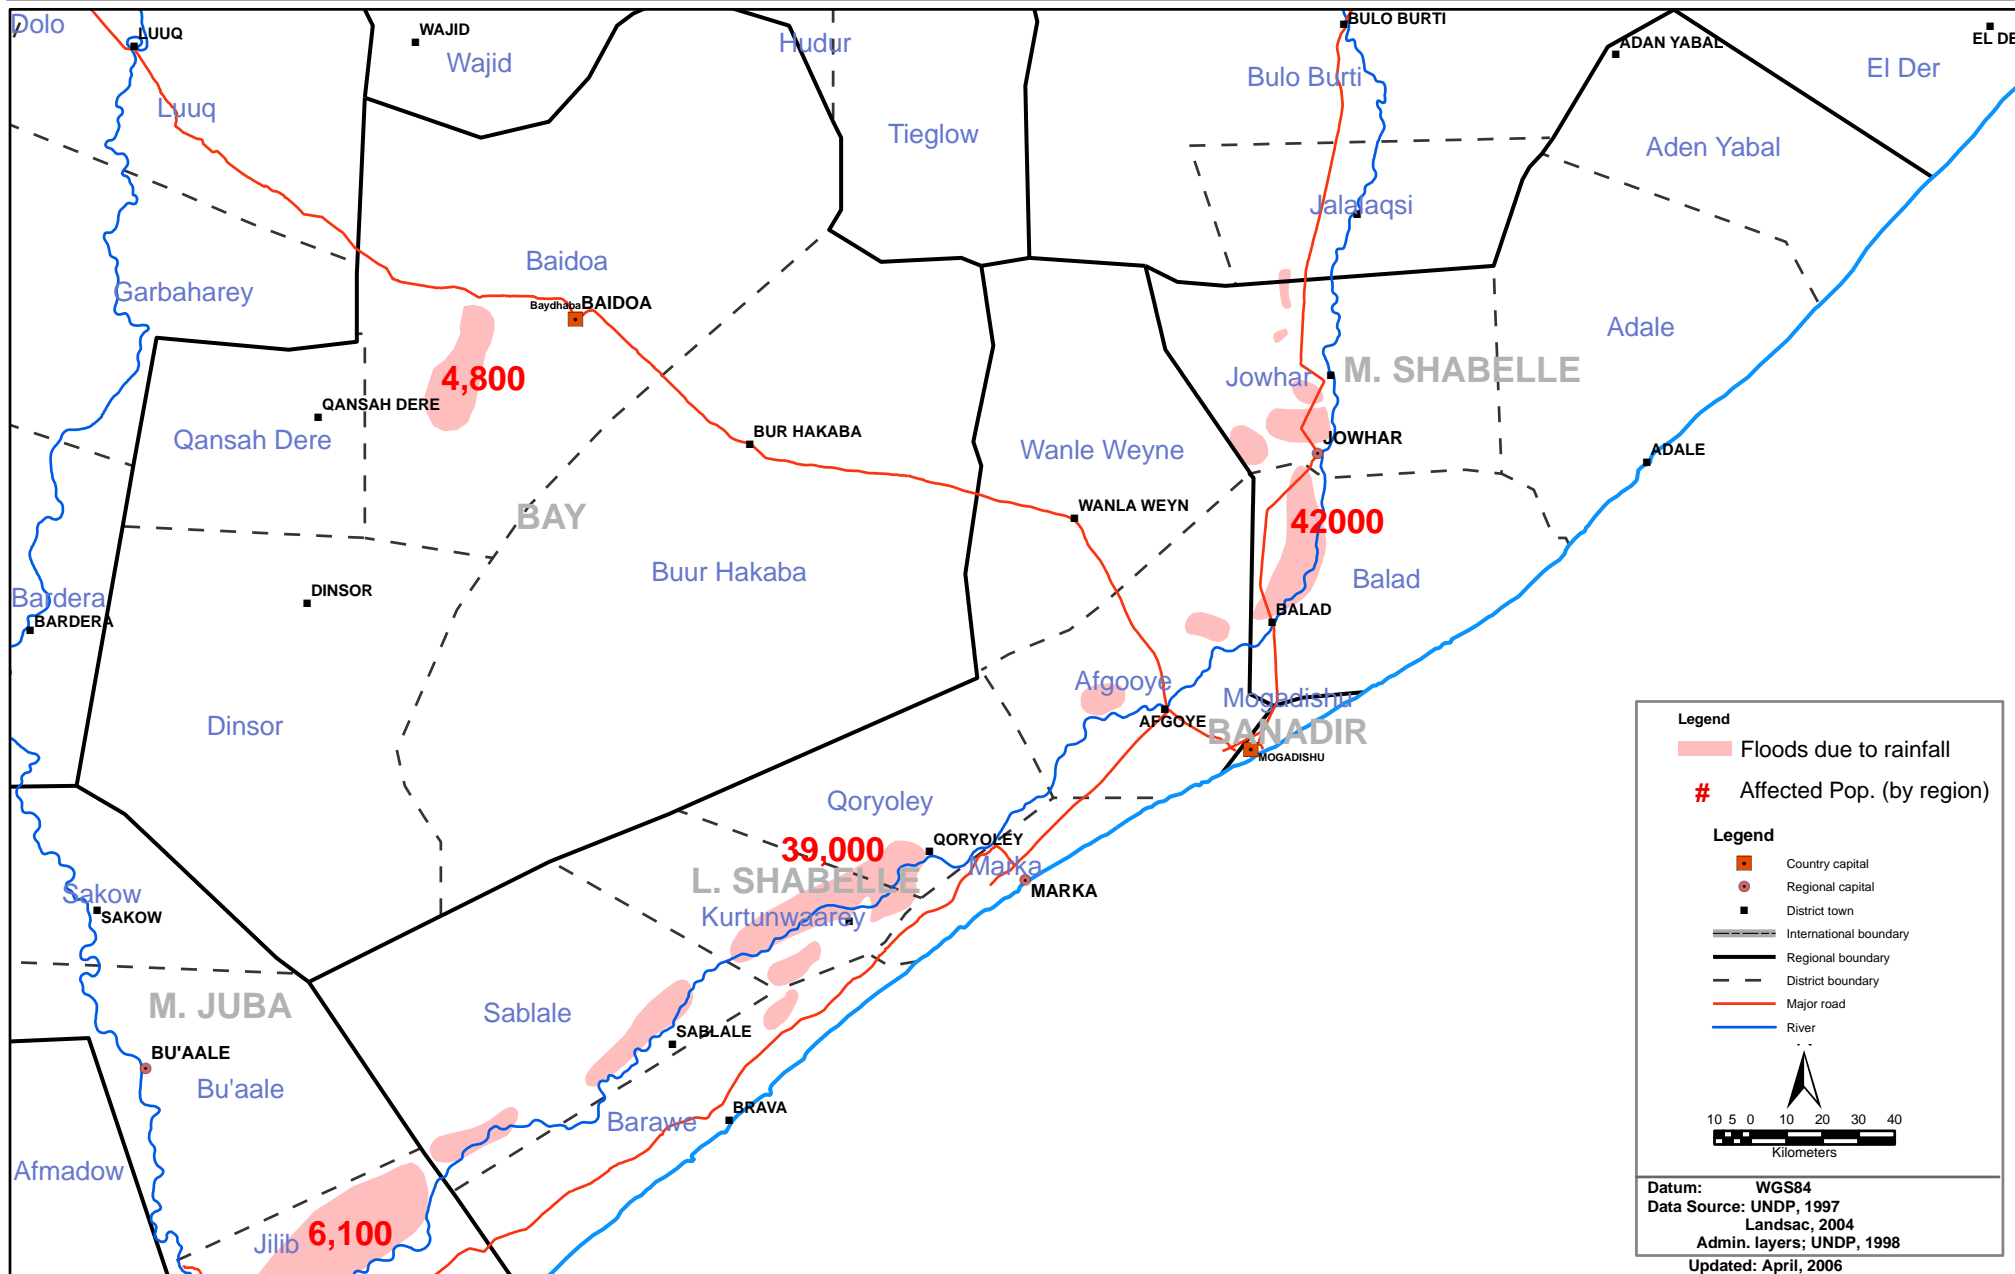 Dolo
LUUQ
WAJID
Wajid
Hudur
BULO BURTI
ADAN YABAL
EL DE
El Der
Luuq
Tieglow
Bulo Burti
Aden Yabal
Jalalaqsi
Garbaharey
Baidoa
Baydhaba
BAIDOA
Adale
4,800
Jowhar
M. SHABELLE
QANSAH DERE
Qansah Dere
BUR HAKABA
Wanle Weyne
JOWHAR
ADALE
BAY
WANLA WEYN
42000
Bardera
BARDERA
DINSOR
Buur Hakaba
Balad
BALAD
Dinsor
Afgooye
AFGOYE
Mogadishu
BANADIR
MOGADISHU
Qoryoley
39,000
QORYOLEY
L. SHABELLE
Marka
MARKA
Kurtunwaarey
Sakow
SAKOW
M. JUBA
Sablale
SABLALE
BU'AALE
Bu'aale
Barawe
BRAVA
Afmadow
Jilib
6,100
Legend
Floods due to rainfall
# Affected Pop. (by region)
Legend
Country capital
Regional capital
District town
International boundary
Regional boundary
District boundary
Major road
River
10 5 0 10 20 30 40
Kilometers
Datum: WGS84
Data Source: UNDP, 1997
Landsac, 2004
Admin. layers; UNDP, 1998
Updated: April, 2006